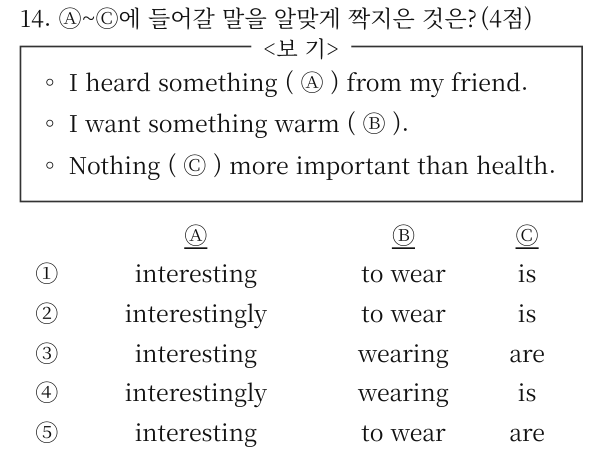 14. Ⓐ~Ⓒ에 들어갈 말을 알맞게 짝지은 것은?(4점)
<보 기>
◦ I heard something ( Ⓐ ) from my friend.
◦ I want something warm ( Ⓑ ).
◦ Nothing ( Ⓒ ) more important than health.
Ⓐ Ⓑ Ⓒ
① interesting to wear is
② interestingly to wear is
③ interesting wearing are
④ interestingly wearing is
⑤ interesting to wear are